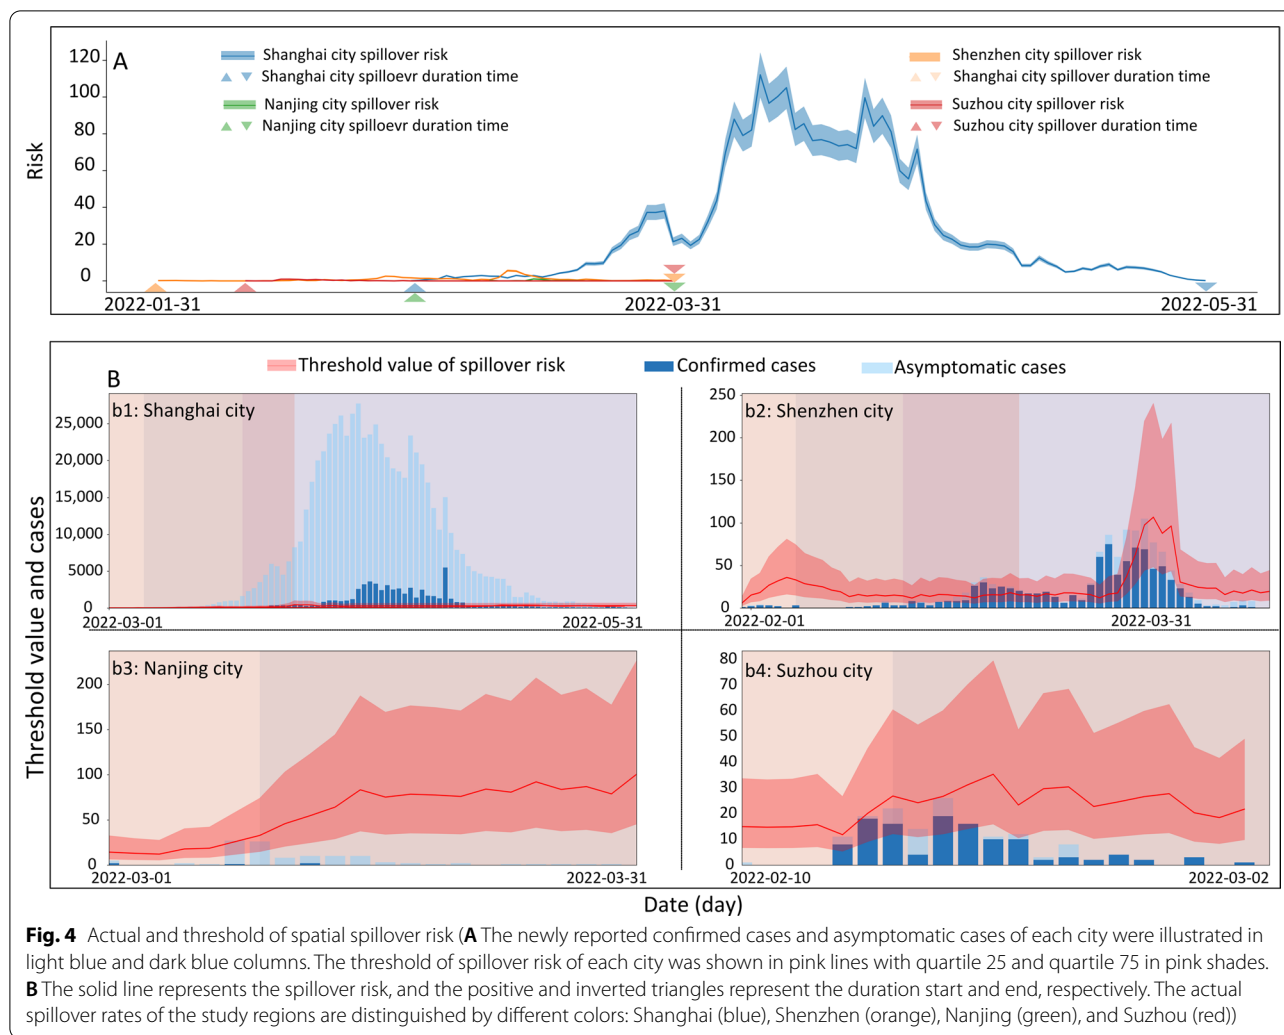 A
Risk
120
100
80
60
40
20
0
Shanghai city spillover risk
Shanghai city spilloevr duration time
Nanjing city spillover risk
Nanjing city spilloevr duration time
Shenzhen city spillover risk
Shanghai city spillover duration time
Suzhou city spillover risk
Suzhou city spillover duration time
2022-01-31
2022-03-31
2022-05-31
B
Threshold value of spillover risk
Confirmed cases
Asymptomatic cases
Threshold value and cases
b1: Shanghai city
25,000
20,000
15,000
10,000
5000
0
2022-03-01
2022-05-31
b2: Shenzhen city
250
200
150
100
50
0
2022-02-01
2022-03-31
b3: Nanjing city
200
150
100
50
0
2022-03-01
2022-03-31
b4: Suzhou city
80
70
60
50
40
30
20
10
0
2022-02-10
2022-03-02
Date (day)
Fig. 4 Actual and threshold of spatial spillover risk (A The newly reported confirmed cases and asymptomatic cases of each city were illustrated in
light blue and dark blue columns. The threshold of spillover risk of each city was shown in pink lines with quartile 25 and quartile 75 in pink shades.
B The solid line represents the spillover risk, and the positive and inverted triangles represent the duration start and end, respectively. The actual
spillover rates of the study regions are distinguished by different colors: Shanghai (blue), Shenzhen (orange), Nanjing (green), and Suzhou (red))